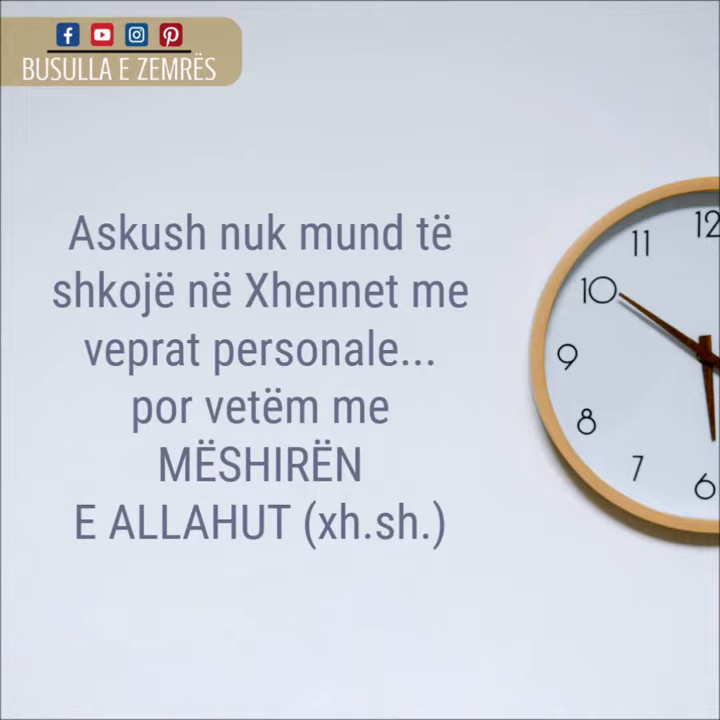 BUSULLA E ZEMRËS
Askush nuk mund të
shkojë në Xhennet me
veprat personale...
por vetëm me
MËSHIRËN
E ALLAHUT (xh.sh.)
12
11
10
9
8
7
6